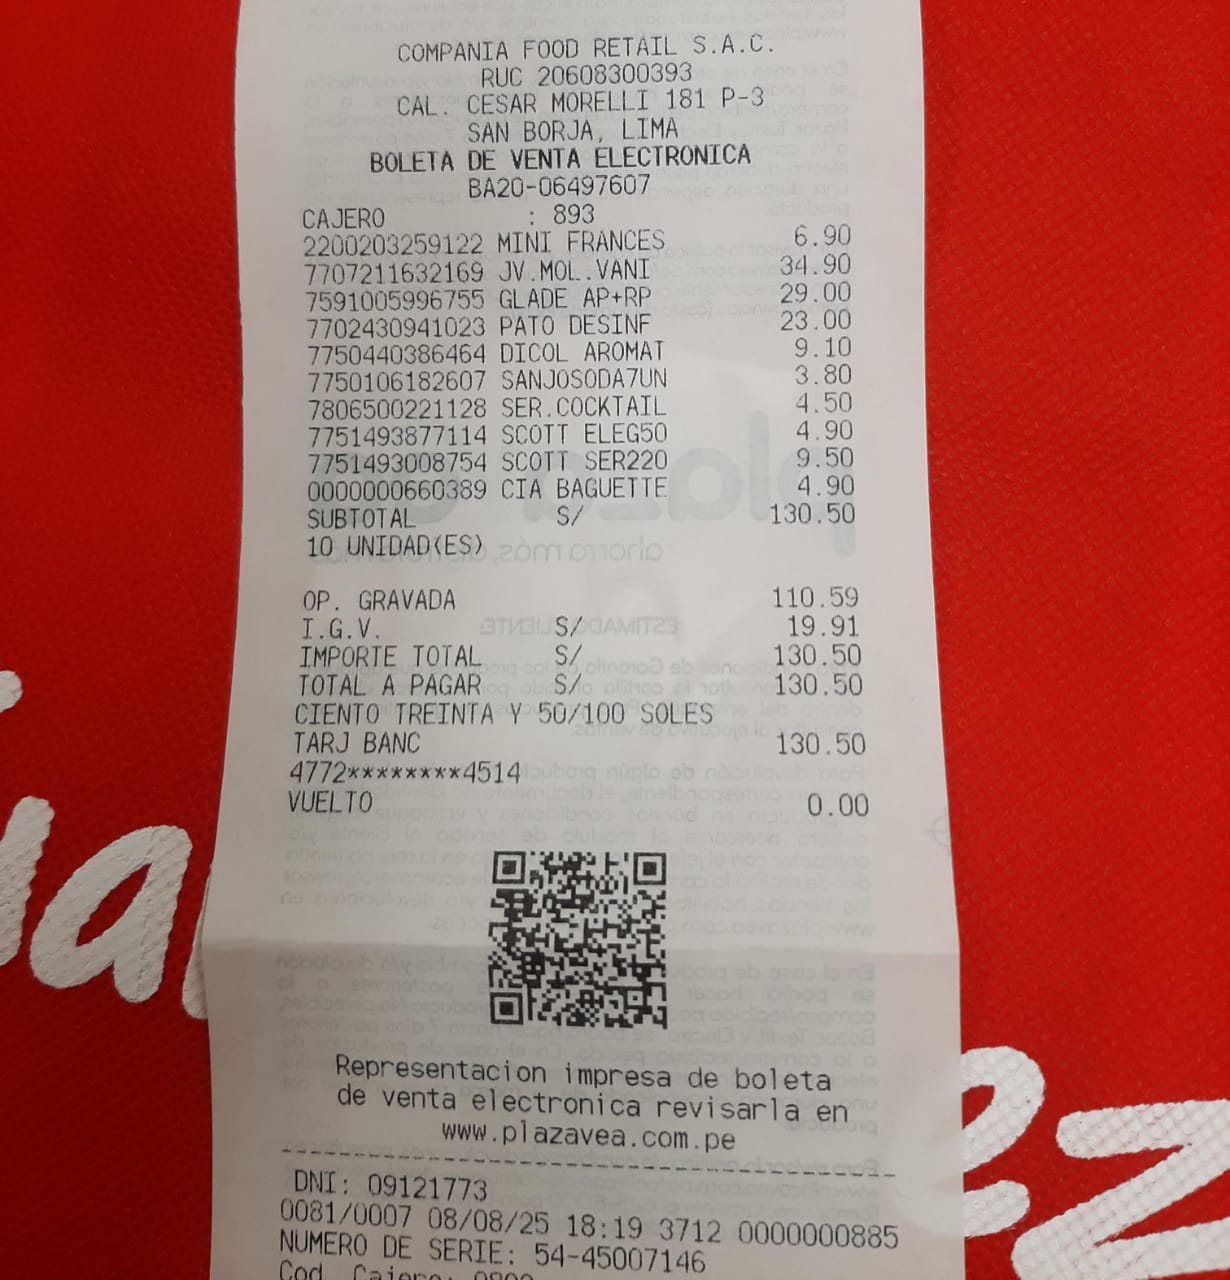 COMPANIA FOOD RETAIL S.A.C.
RUC 20608300393
CAL. CESAR MORELLI 181 P-3
SAN BORJA, LIMA
BOLETA DE VENTA ELECTRONICA
BA20-06497607
CAJERO : 893
2200203259122 MINI FRANCES 6.90
7707211632169 JV.MOL.VANI 34.90
7591005996755 GLADE AP+RP 29.00
7702430941023 PATO DESINF 23.00
7750440386464 DICOL AROMAT 9.10
7750106182607 SANJOSODA7UN 3.80
7806500221128 SER.COCKTAIL 4.50
7751493877114 SCOTT ELEG50 4.90
7751493008754 SCOTT SER220 9.50
0000000660389 CIA BAGUETTE 4.90
SUBTOTAL S/ 130.50
10 UNIDAD(ES)
OP. GRAVADA 110.59
I.G.V. S/ 19.91
IMPORTE TOTAL S/ 130.50
TOTAL A PAGAR S/ 130.50
CIENTO TREINTA Y 50/100 SOLES
TARJ BANC 130.50
4772********4514
VUELTO 0.00
Representacion impresa de boleta
de venta electronica revisarla en
www.plazavea.com.pe
DNI: 09121773
0081/0007 08/08/25 18:19 3712 0000000885
NUMERO DE SERIE: 54-45007146
Cod. Cajero: